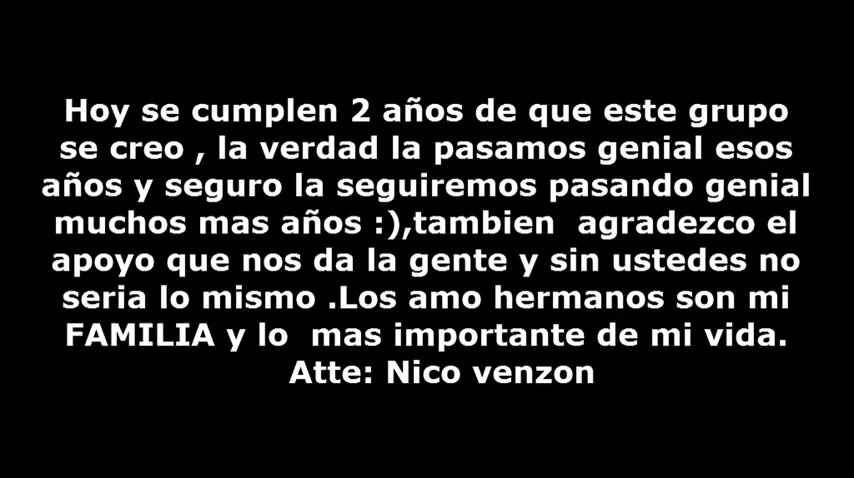 Hoy se cumplen 2 años de que este grupo
se creo , la verdad la pasamos genial esos
años y seguro la seguiremos pasando genial
muchos mas años :),tambien  agradezco el
apoyo que nos da la gente y sin ustedes no
seria lo mismo .Los amo hermanos son mi
FAMILIA y lo  mas importante de mi vida.
Atte: Nico venzon